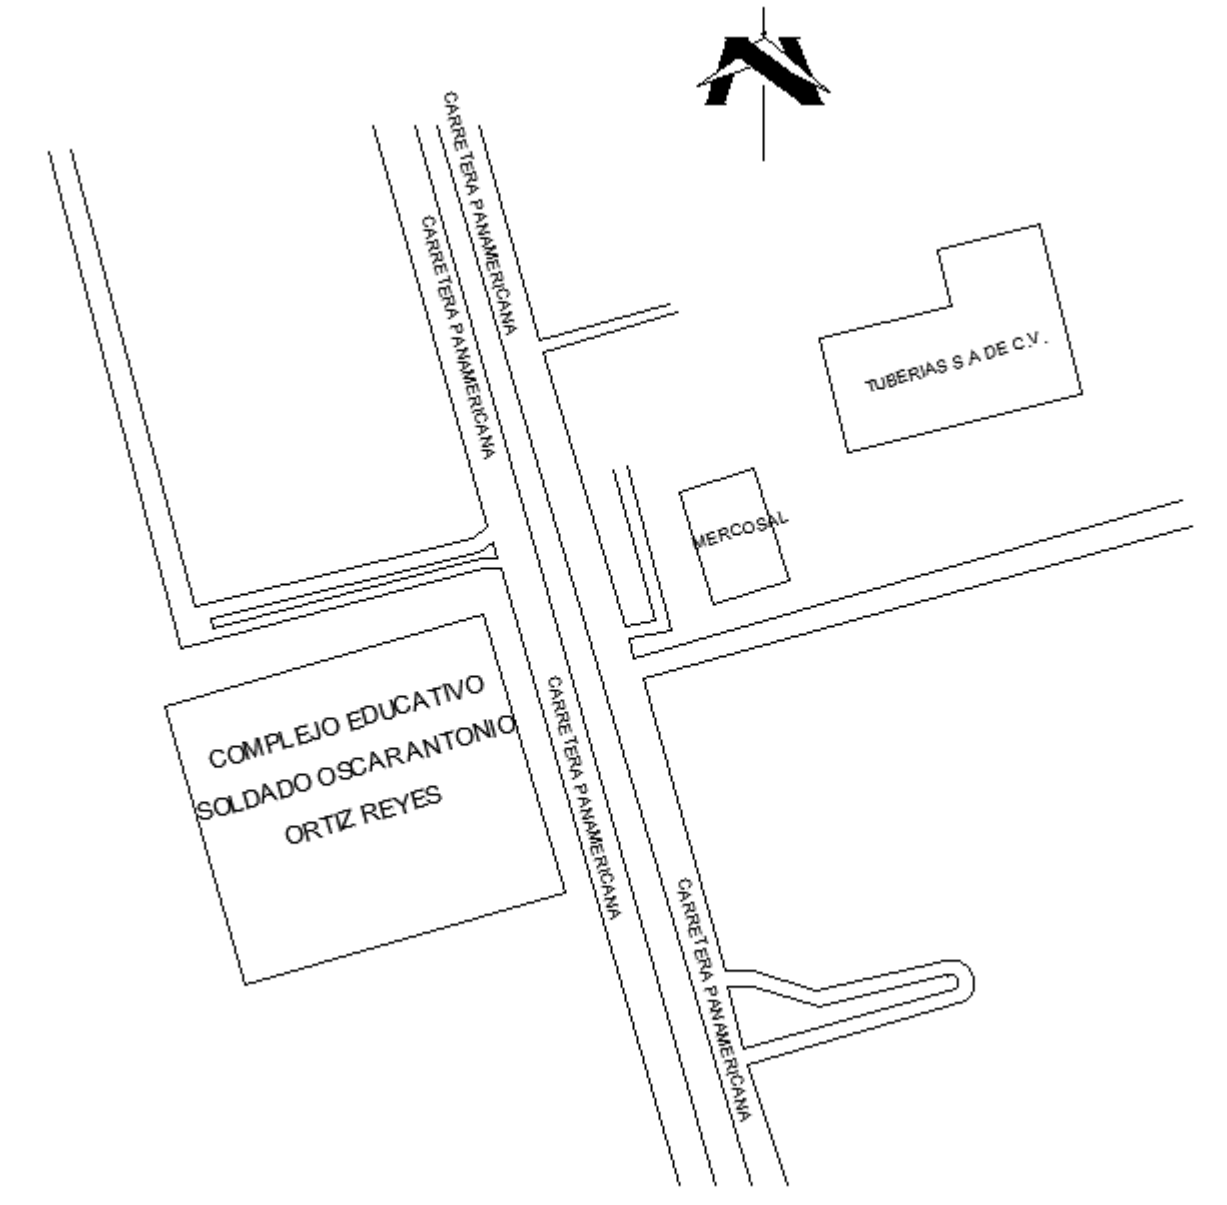 N
CARRETERA PANAMERICANA
CARRETERA PANAMERICANA
TUBERIAS S A DE C.V.
MERCOSAL
COMPLEJO EDUCATIVO
SOLDADO OSCAR ANTONIO
ORTIZ REYES
CARRETERA PANAMERICANA
CARRETERA PANAMERICANA